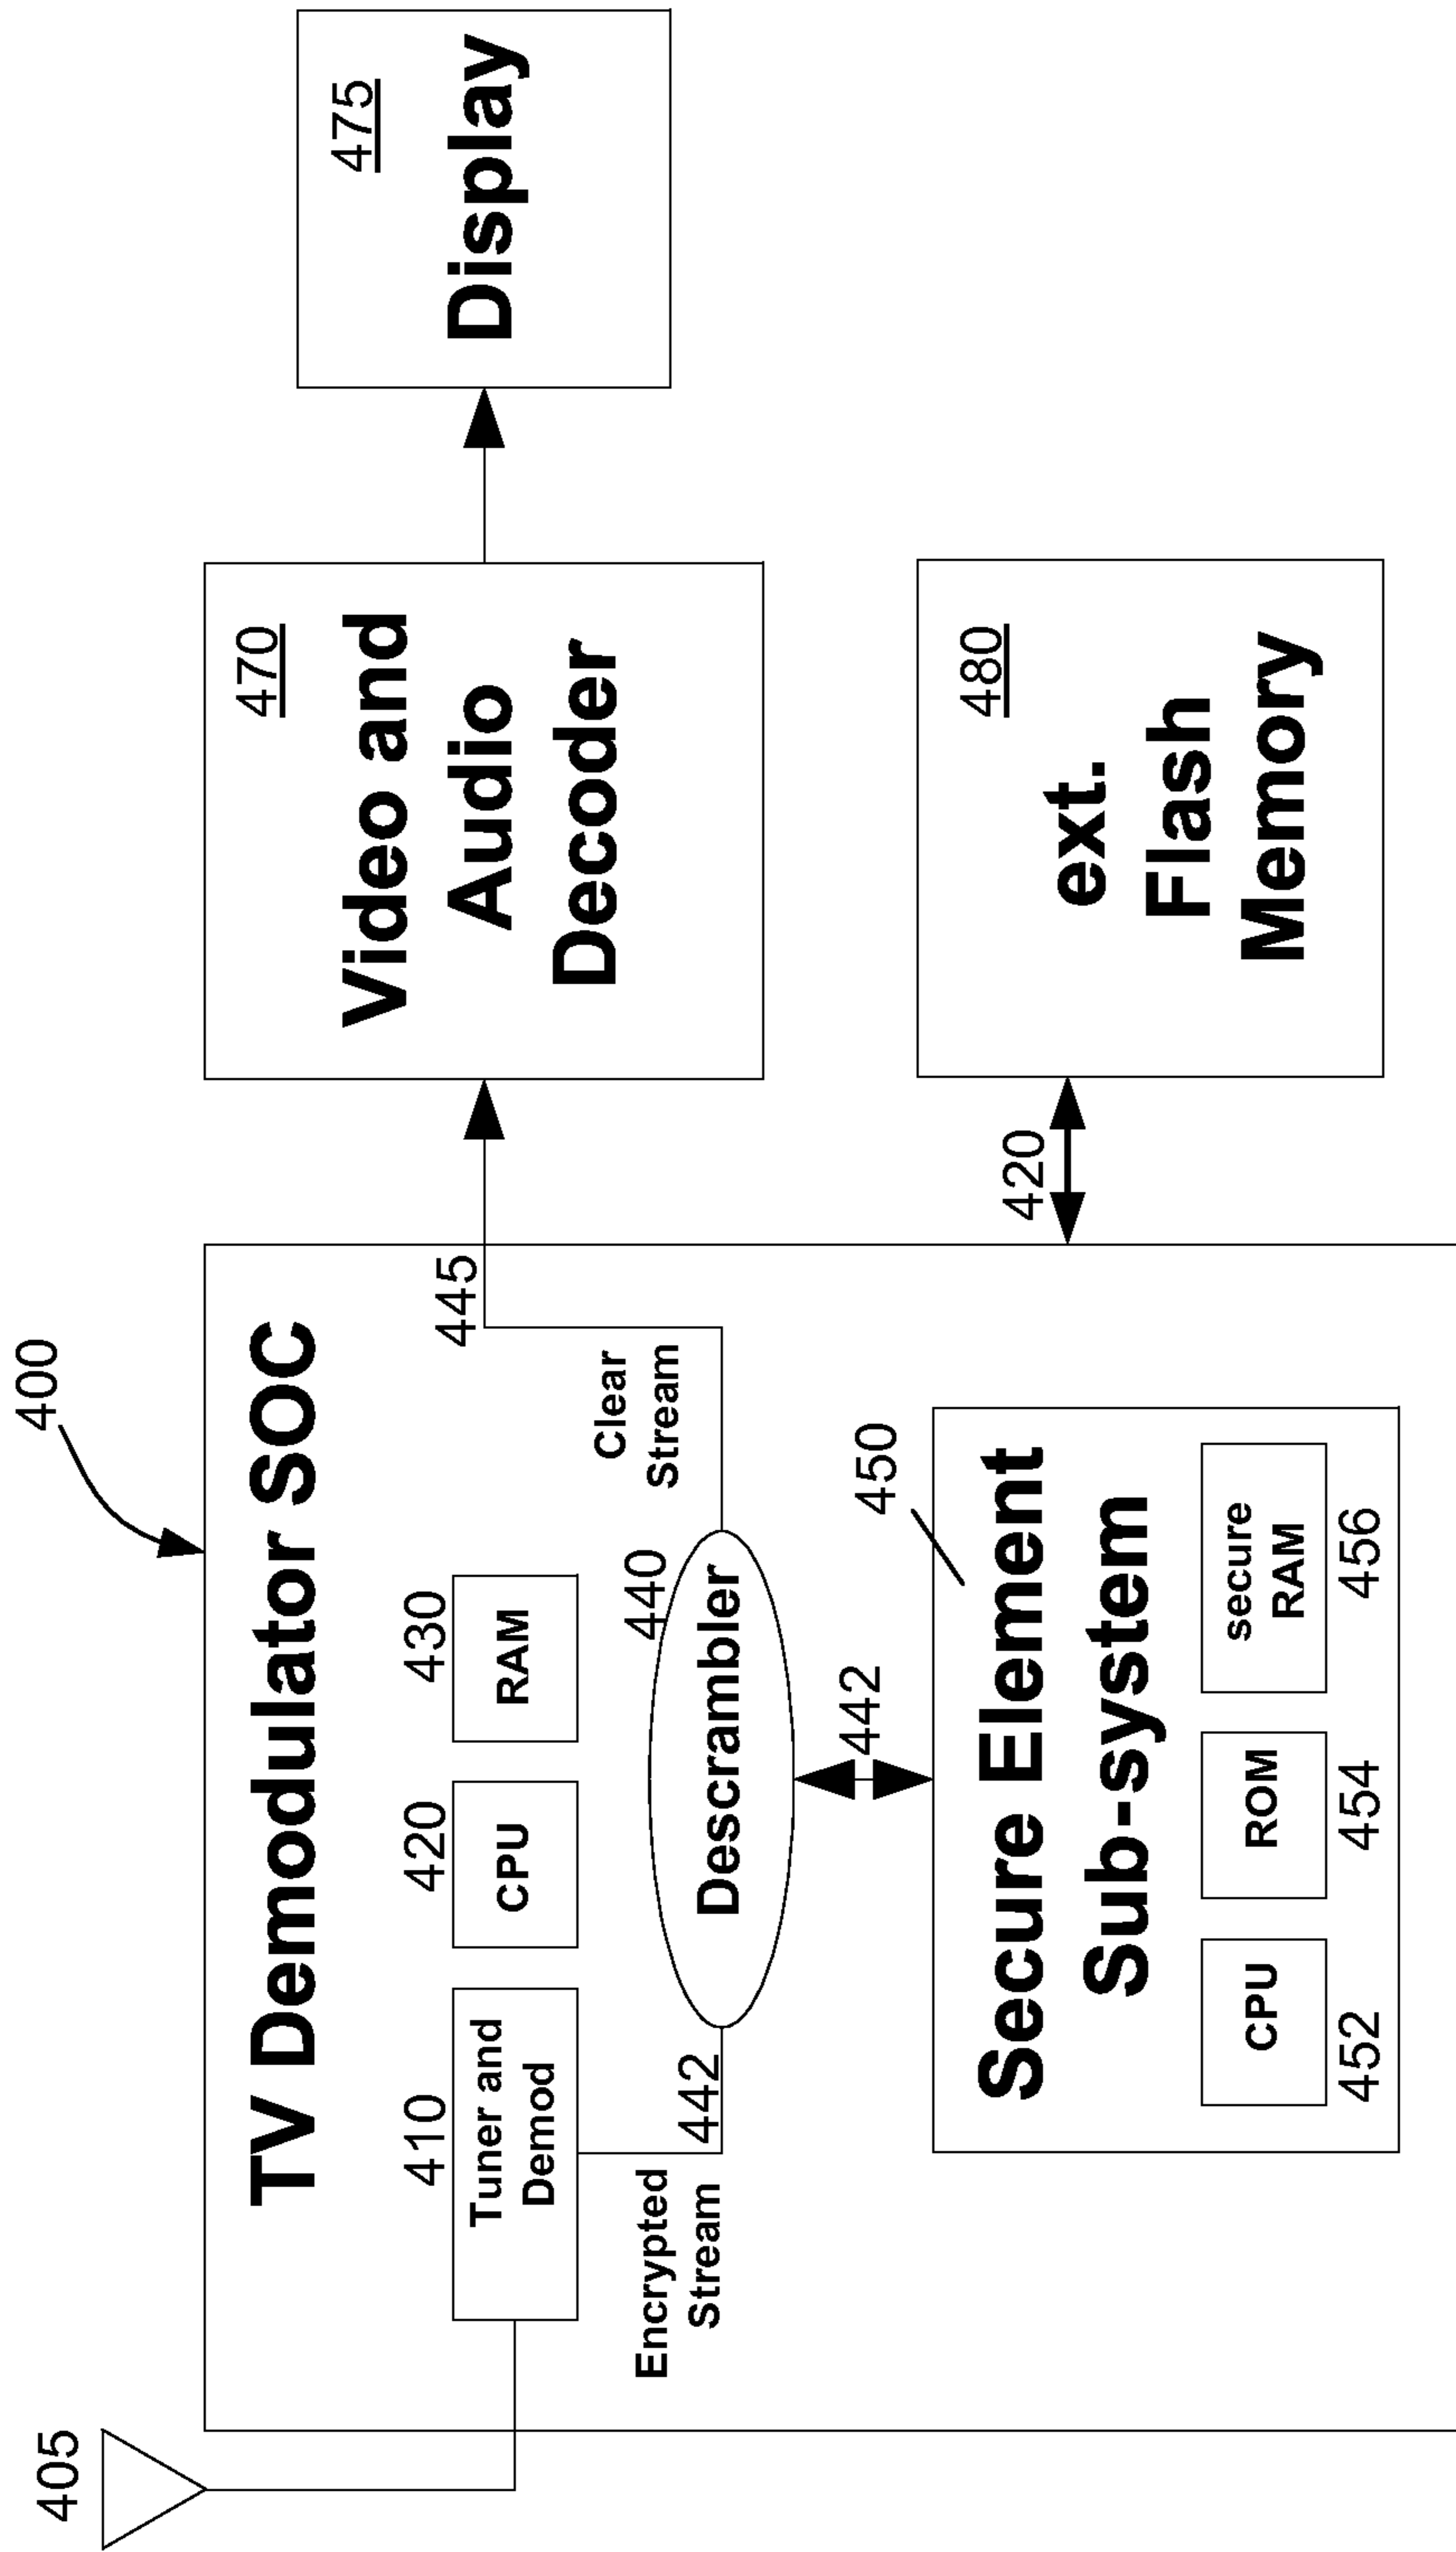 405
400
TV Demodulator SOC
410
Tuner and
Demod
420
CPU
430
RAM
Encrypted
Stream
442
440
Descrambler
Clear
Stream
445
442
450
Secure Element
Sub-system
CPU
ROM
secure
RAM
452
454
456
470
Video and
Audio
Decoder
475
Display
420
480
ext.
Flash
Memory